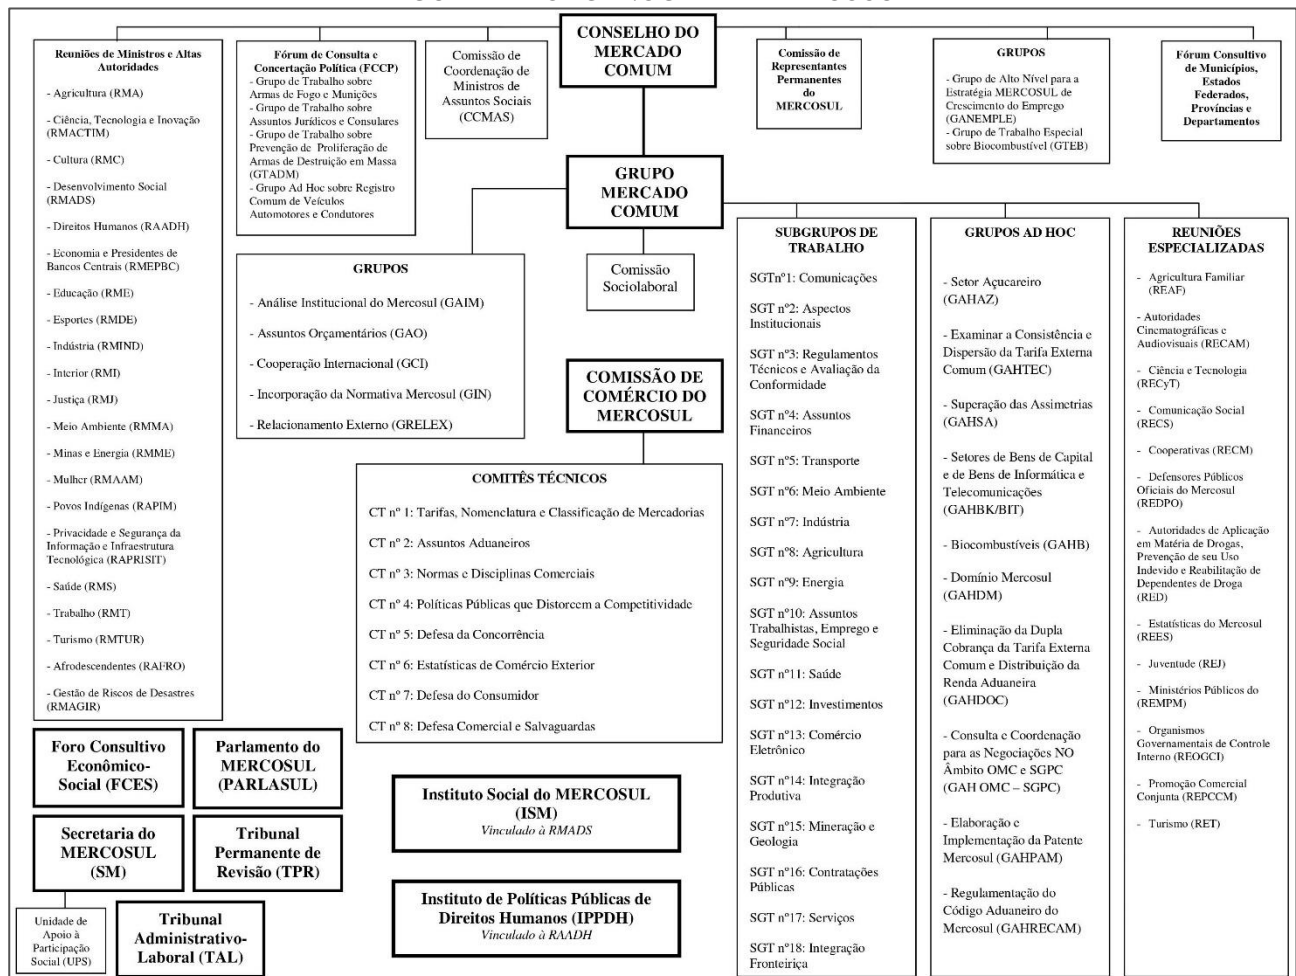 CONSELHO DO
MERCADO
COMUM
Reuniões de Ministros e Altas
Autoridades
- Agricultura (RMA)
- Ciência, Tecnologia e Inovação
(RMACTIM)
- Cultura (RMC)
- Desenvolvimento Social
(RMADS)
- Direitos Humanos (RAADH)
- Economia e Presidentes de
Bancos Centrais (RMEPBC)
- Educação (RME)
- Esportes (RMDE)
- Indústria (RMIND)
- Interior (RMI)
- Justiça (RMJ)
- Meio Ambiente (RMMA)
- Minas e Energia (RMME)
- Mulher (RMAAM)
- Povos Indígenas (RAPIM)
- Privacidade e Segurança da
Informação e Infraestrutura
Tecnológica (RAPRISIT)
- Saúde (RMS)
- Trabalho (RMT)
- Turismo (RMTUR)
- Afrodescendentes (RAFRO)
- Gestão de Riscos de Desastres
(RMAGIR)
Fórum de Consulta e
Concertação Política (FCCP)
- Grupo de Trabalho sobre
Armas de Fogo e Munições
- Grupo de Trabalho sobre
Assuntos Jurídicos e Consulares
- Grupo de Trabalho sobre
Prevenção de Proliferação de
Armas de Destruição em Massa
(GTADM)
- Grupo Ad Hoc sobre Registro
Comum de Veículos
Automotores e Condutores
Comissão de
Coordenação de
Ministros de
Assuntos Sociais
(CCMAS)
Comissão de
Representantes
Permanentes
do
MERCOSUL
GRUPOS
- Grupo de Alto Nível para a
Estratégia MERCOSUL de
Crescimento do Emprego
(GANEMPLE)
- Grupo de Trabalho Especial
sobre Biocombustível (GTEB)
Fórum Consultivo
de Municípios,
Estados
Federados,
Províncias e
Departamentos
GRUPO
MERCADO
COMUM
GRUPOS
- Análise Institucional do Mercosul (GAIM)
- Assuntos Orçamentários (GAO)
- Cooperação Internacional (GCI)
- Incorporação da Normativa Mercosul (GIN)
- Relacionamento Externo (GRELEX)
Comissão
Sociolaboral
COMISSÃO DE
COMÉRCIO DO
MERCOSUL
COMITÊS TÉCNICOS
CT nº 1: Tarifas, Nomenclatura e Classificação de Mercadorias
CT nº 2: Assuntos Aduaneiros
CT nº 3: Normas e Disciplinas Comerciais
CT nº 4: Políticas Públicas que Distorcem a Competitividade
CT nº 5: Defesa da Concorrência
CT nº 6: Estatísticas de Comércio Exterior
CT nº 7: Defesa do Consumidor
CT nº 8: Defesa Comercial e Salvaguardas
SUBGRUPOS DE
TRABALHO
SGTnº1: Comunicações
SGT nº2: Aspectos
Institucionais
SGT nº3: Regulamentos
Técnicos e Avaliação da
Conformidade
SGT nº4: Assuntos
Financeiros
SGT nº5: Transporte
SGT nº6: Meio Ambiente
SGT nº7: Indústria
SGT nº8: Agricultura
SGT nº9: Energia
SGT nº10: Assuntos
Trabalhistas, Emprego e
Seguridade Social
SGT nº11: Saúde
SGT nº12: Investimentos
SGT nº13: Comércio
Eletrônico
SGT nº14: Integração
Produtiva
SGT nº15: Mineração e
Geologia
SGT nº16: Contratações
Públicas
SGT nº17: Serviços
SGT nº18: Integração
Fronteiriça
GRUPOS AD HOC
- Setor Açucareiro
(GAHAZ)
- Examinar a Consistência e
Dispersão da Tarifa Externa
Comum (GAHTEC)
- Superação das Assimetrias
(GAHSA)
- Setores de Bens de Capital
e de Bens de Informática e
Telecomunicações
(GAHBK/BIT)
- Biocombustíveis (GAHB)
- Domínio Mercosul
(GAHDM)
- Eliminação da Dupla
Cobrança da Tarifa Externa
Comum e Distribuição da
Renda Aduaneira
(GAHDOC)
- Consulta e Coordenação
para as Negociações NO
Âmbito OMC e SGPC
(GAH OMC – SGPC)
- Elaboração e
Implementação da Patente
Mercosul (GAHPAM)
- Regulamentação do
Código Aduaneiro do
Mercosul (GAHRECAM)
REUNIÕES
ESPECIALIZADAS
- Agricultura Familiar
(REAF)
- Autoridades
Cinematográficas e
Audiovisuais (RECAM)
- Ciência e Tecnologia
(RECyT)
- Comunicação Social
(RECS)
- Cooperativas (RECM)
- Defensores Públicos
Oficiais do Mercosul
(REDPO)
- Autoridades de Aplicação
em Matéria de Drogas,
Prevenção de seu Uso
Indevido e Reabilitação de
Dependentes de Droga
(RED)
- Estatísticas do Mercosul
(REES)
- Juventude (REJ)
- Ministérios Públicos do
(REMPM)
- Organismos
Governamentais de Controle
Interno (REOGCI)
- Promoção Comercial
Conjunta (REPCCM)
- Turismo (RET)
Foro Consultivo
Econômico-
Social (FCES)
Parlamento do
MERCOSUL
(PARLASUL)
Secretaria do
MERCOSUL
(SM)
Tribunal
Permanente de
Revisão (TPR)
Unidade de
Apoio à
Participação
Social (UPS)
Tribunal
Administrativo-
Laboral (TAL)
Instituto Social do MERCOSUL
(ISM)
Vinculado à RMADS
Instituto de Políticas Públicas de
Direitos Humanos (IPPDH)
Vinculado à RAADH